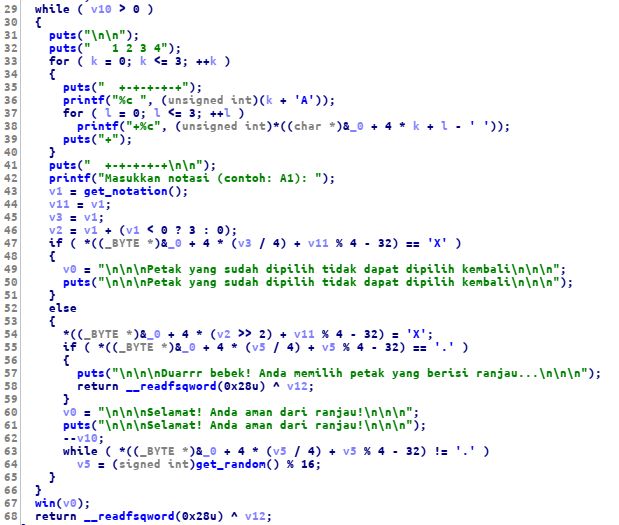 29 while ( v10 > 0 )
30 {
31 puts("\n\n");
32 puts("   1 2 3 4");
33 for ( k = 0; k <= 3; ++k )
34 {
35 puts("  +-+-+-+-+");
36 printf("%c ", (unsigned int)(k + 'A'));
37 for ( l = 0; l <= 3; ++l )
38 printf("+%c", (unsigned int)*((char *)&_0 + 4 * k + l - ' '));
39 puts("+");
40 }
41 puts("  +-+-+-+-+\n\n");
42 printf("Masukkan notasi (contoh: A1): ");
43 v1 = get_notation();
44 v11 = v1;
45 v3 = v1;
46 v2 = v1 + (v1 < 0 ? 3 : 0);
47 if ( *((_BYTE *)&_0 + 4 * (v3 / 4) + v11 % 4 - 32) == 'X' )
48 {
49 v0 = "\n\n\nPetak yang sudah dipilih tidak dapat dipilih kembali\n\n\n";
50 puts("\n\n\nPetak yang sudah dipilih tidak dapat dipilih kembali\n\n\n");
51 }
52 else
53 {
54 *((_BYTE *)&_0 + 4 * (v2 >> 2) + v11 % 4 - 32) = 'X';
55 if ( *((_BYTE *)&_0 + 4 * (v5 / 4) + v5 % 4 - 32) == '.' )
56 {
57 puts("\n\n\nDuarrr bebek! Anda memilih petak yang berisi ranjau...\n\n\n");
58 return __readfsqword(0x28u) ^ v12;
59 }
60 v0 = "\n\n\nSelamat! Anda aman dari ranjau!\n\n\n";
61 puts("\n\n\nSelamat! Anda aman dari ranjau!\n\n\n");
62 --v10;
63 while ( *((_BYTE *)&_0 + 4 * (v5 / 4) + v5 % 4 - 32) != '.' )
64 v5 = (signed int)get_random() % 16;
65 }
66 }
67 win(v0);
68 return __readfsqword(0x28u) ^ v12;